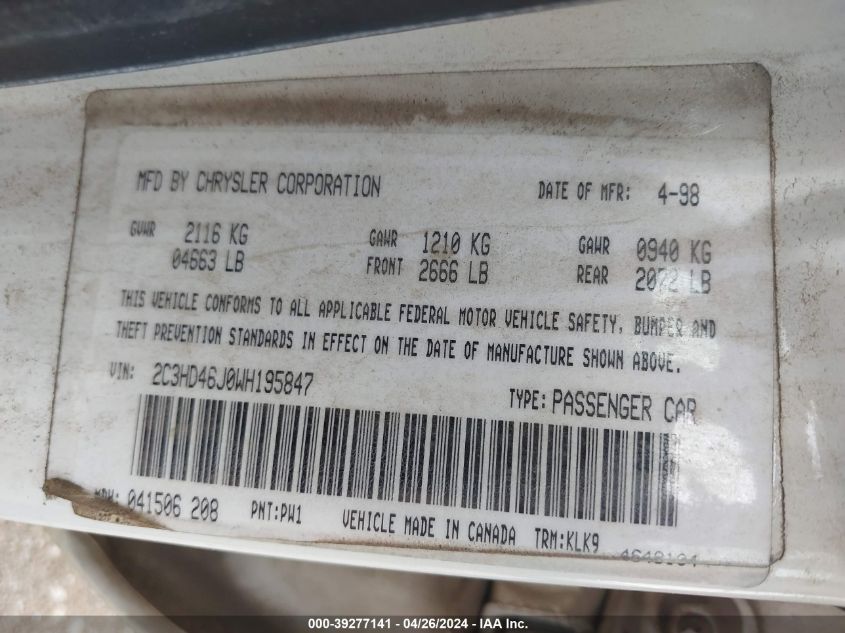 MFD BY CHRYSLER CORPORATION DATE OF MFR: 4-98
GVWR 2116 KG GAWR 1210 KG GAWR 0940 KG
04663 LB FRONT 2666 LB REAR 2072 LB
THIS VEHICLE CONFORMS TO ALL APPLICABLE FEDERAL MOTOR VEHICLE SAFETY, BUMPER AND
THEFT PREVENTION STANDARDS IN EFFECT ON THE DATE OF MANUFACTURE SHOWN ABOVE.
VIN: 2C3HD46J0WH195847 TYPE: PASSENGER CAR
MDH: 041506 208 PNT:PW1 VEHICLE MADE IN CANADA TRM:KLK9
000-39277141 - 04/26/2024 - IAA Inc.